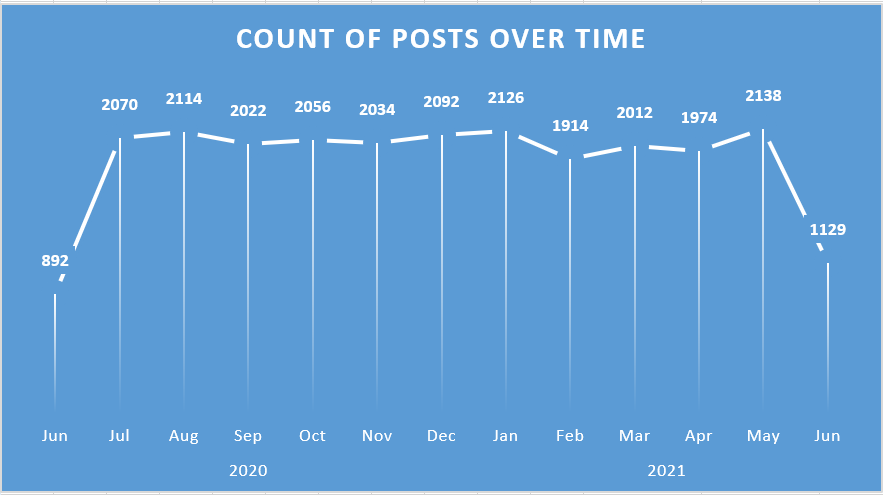 COUNT OF POSTS OVER TIME
892 2070 2114 2022 2056 2034 2092 2126 1914 2012 1974 2138 1129
Jun Jul Aug Sep Oct Nov Dec Jan Feb Mar Apr May Jun
2020 2021